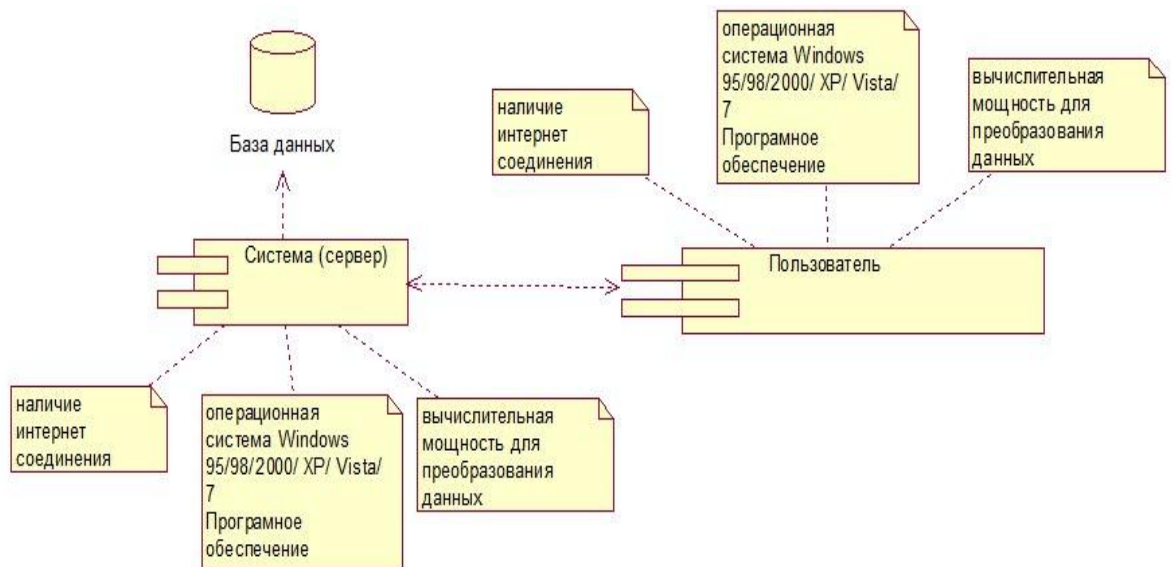 операционная
система Windows
95/98/2000/ XP/ Vista/
7
Програмное
обеспечение
наличие
интернет
соединения
вычислительная
мощность для
преобразования
данных
База данных
Система (сервер)
Пользователь
наличие
интернет
соединения
операционная
система Windows
95/98/2000/ XP/ Vista/
7
Програмное
обеспечение
вычислительная
мощность для
преобразования
данных